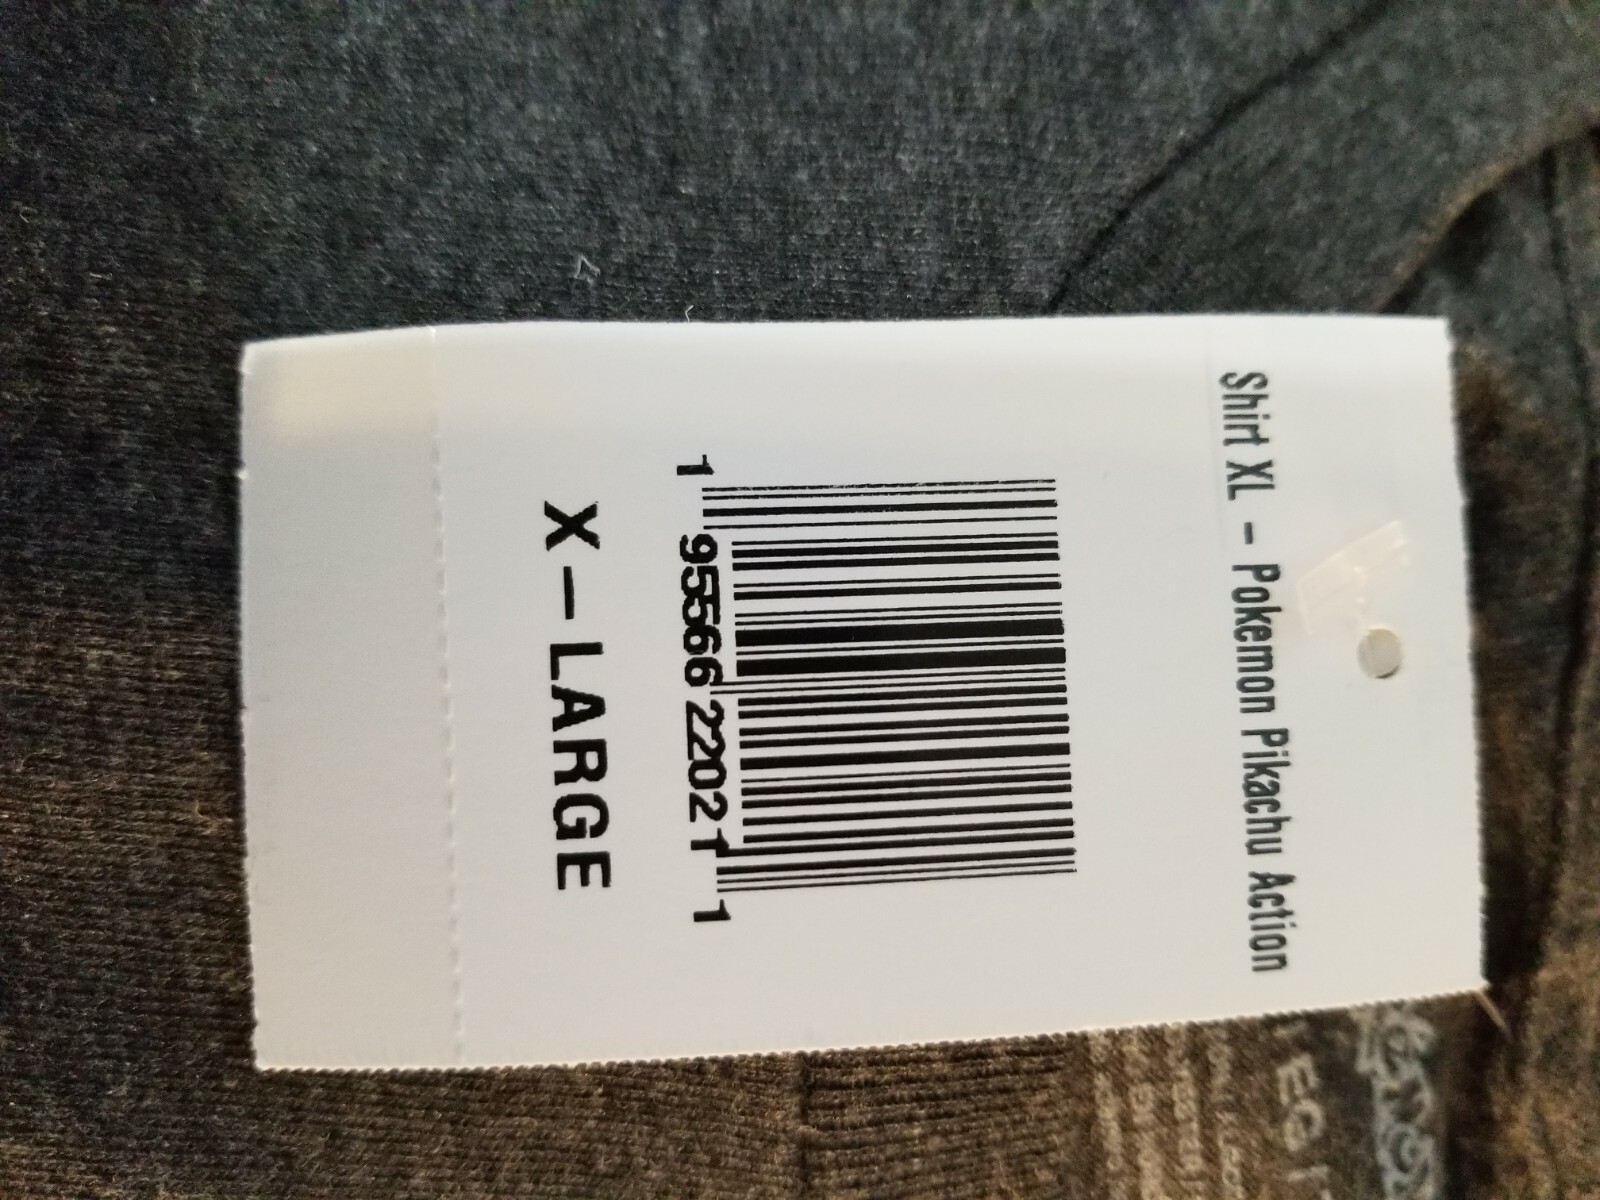 Shirt XL - Pokemon Pikachu Action
1 95566 22021 1
X-LARGE